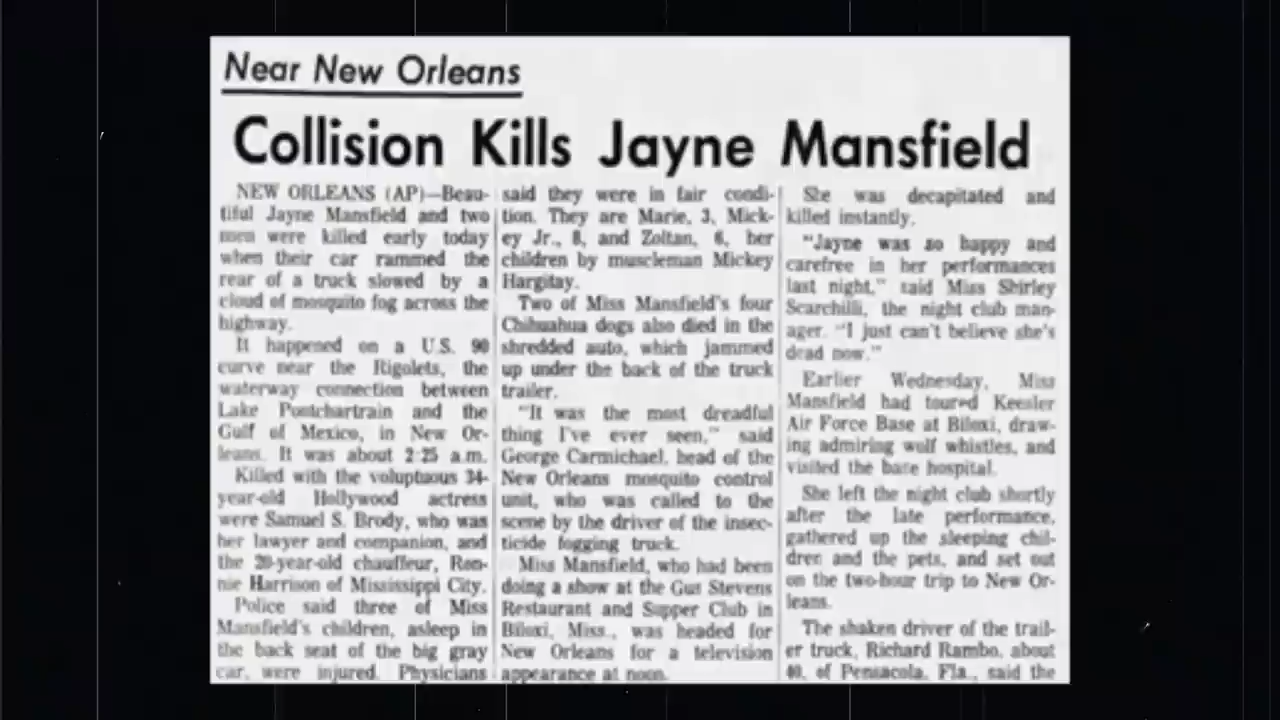 Near New Orleans
Collision Kills Jayne Mansfield
NEW ORLEANS (AP)—Beau-
tiful Jayne Mansfield and two
men were killed early today
when their car rammed the
rear of a truck slowed by a
cloud of mosquito fog across the
highway.
It happened on a U.S. 90
curve near the Rigolets, the
waterway connection between
Lake Pontchartrain and the
Gulf of Mexico, in New Or-
leans. It was about 2:25 a.m.
Killed with the voluptuous 34-
year-old Hollywood actress
were Samuel S. Brody, who was
her lawyer and companion, and
the 20-year-old chauffeur, Ron-
nie Harrison of Mississippi City.
Police said three of Miss
Mansfield's children, asleep in
the back seat of the big gray
car, were injured. Physicians
said they were in fair condi-
tion. They are Marie, 3, Mick-
ey Jr., 8, and Zoltan, 6, her
children by muscleman Mickey
Hargitay.
Two of Miss Mansfield's four
Chihuahua dogs also died in the
shredded auto, which jammed
up under the back of the truck
trailer.
"It was the most dreadful
thing I've ever seen," said
George Carmichael, head of the
New Orleans mosquito control
unit, who was called to the
scene by the driver of the insec-
ticide fogging truck.
Miss Mansfield, who had been
doing a show at the Gus Stevens
Restaurant and Supper Club in
Biloxi, Miss., was headed for
New Orleans for a television
appearance at noon.
She was decapitated and
killed instantly.
"Jayne was so happy and
carefree in her performances
last night," said Miss Shirley
Scarchilli, the night club man-
ager. "I just can't believe she's
dead now."
Earlier Wednesday, Miss
Mansfield had toured Keesler
Air Force Base at Biloxi, draw-
ing admiring wolf whistles, and
visited the base hospital.
She left the night club shortly
after the late performance,
gathered up the sleeping chil-
dren and the pets, and set out
on the two-hour trip to New Or-
leans.
The shaken driver of the trail-
er truck, Richard Rambo, about
40, of Pensacola, Fla., said the